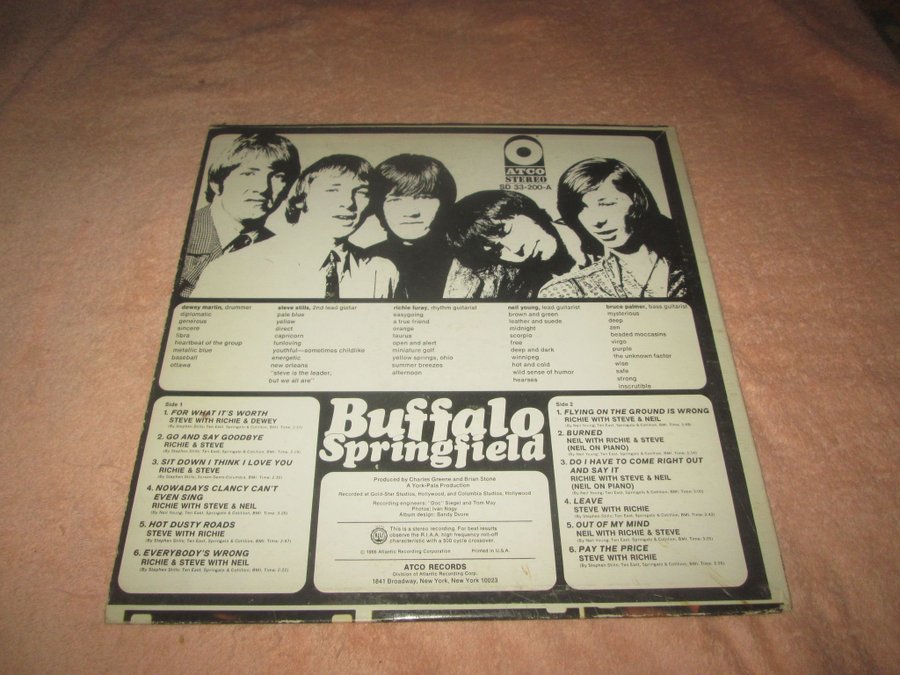 ATCO
STEREO
SD 33-200-A
dewey martin, drummer
diplomatic
generous
sincere
libra
heartbeat of the group
metallic blue
baseball
ottawa
steve stills, 2nd lead guitar
pale blue
yellow
direct
capricorn
funloving
youthful—sometimes childlike
energetic
new orleans
"steve is the leader,
but we all are"
richie furay, rhythm guitarist
easygoing
a true friend
orange
taurus
open and alert
miniature golf
yellow springs, ohio
summer breezes
afternoon
neil young, lead guitarist
brown and green
leather and suede
midnight
scorpio
free
deep and dark
winnipeg
hot and cold
wild sense of humor
hearses
bruce palmer, bass guitarist
mysterious
deep
zen
beaded moccasins
virgo
purple
the unknown factor
wise
safe
strong
inscrutible
Side 1
1. FOR WHAT IT'S WORTH
STEVE WITH RICHIE & DEWEY
2. GO AND SAY GOODBYE
RICHIE & STEVE
3. SIT DOWN I THINK I LOVE YOU
RICHIE & STEVE
4. NOWADAYS CLANCY CAN'T
EVEN SING
RICHIE WITH STEVE & NEIL
5. HOT DUSTY ROADS
STEVE WITH RICHIE
6. EVERYBODY'S WRONG
RICHIE & STEVE WITH NEIL
Buffalo
Springfield
Produced by Charles Greene and Brian Stone
A York-Pala Production
Recorded at Gold-Star Studios, Hollywood, and Columbia Studios, Hollywood
Recording engineers: "Doc" Siegel and Tom May
Photos: Ivan Nagy
Album design: Sandy Dvore
This is a stereo recording. For best results
observe the R.I.A.A. high frequency roll-off
characteristic with a 500 cycle crossover.
© 1966 Atlantic Recording Corporation Printed in U.S.A.
ATCO RECORDS
Division of Atlantic Recording Corp.
1841 Broadway, New York, New York 10023
Side 2
1. FLYING ON THE GROUND IS WRONG
RICHIE WITH STEVE & NEIL
2. BURNED
NEIL WITH RICHIE & STEVE
(NEIL ON PIANO)
3. DO I HAVE TO COME RIGHT OUT
AND SAY IT
RICHIE WITH STEVE & NEIL
(NEIL ON PIANO)
4. LEAVE
STEVE WITH RICHIE
5. OUT OF MY MIND
NEIL WITH RICHIE & STEVE
6. PAY THE PRICE
STEVE WITH RICHIE